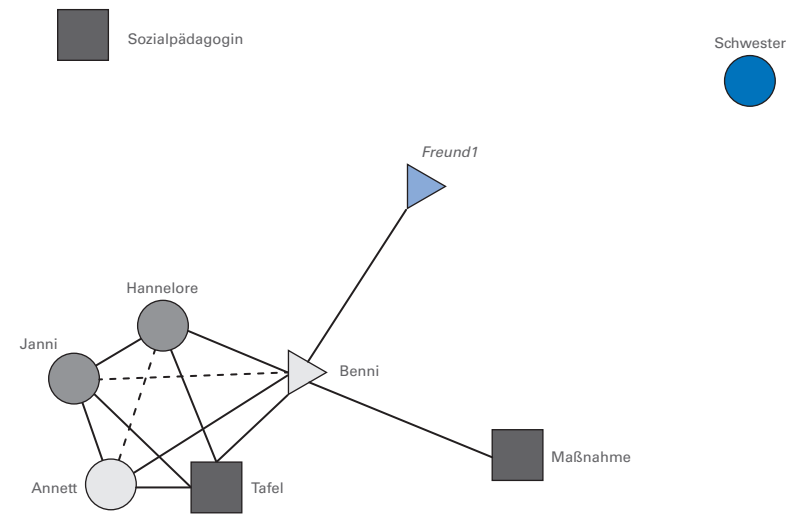 Sozialpädagogin
Schwester
Freund1
Hannelore
Janni
Benni
Maßnahme
Annett
Tafel